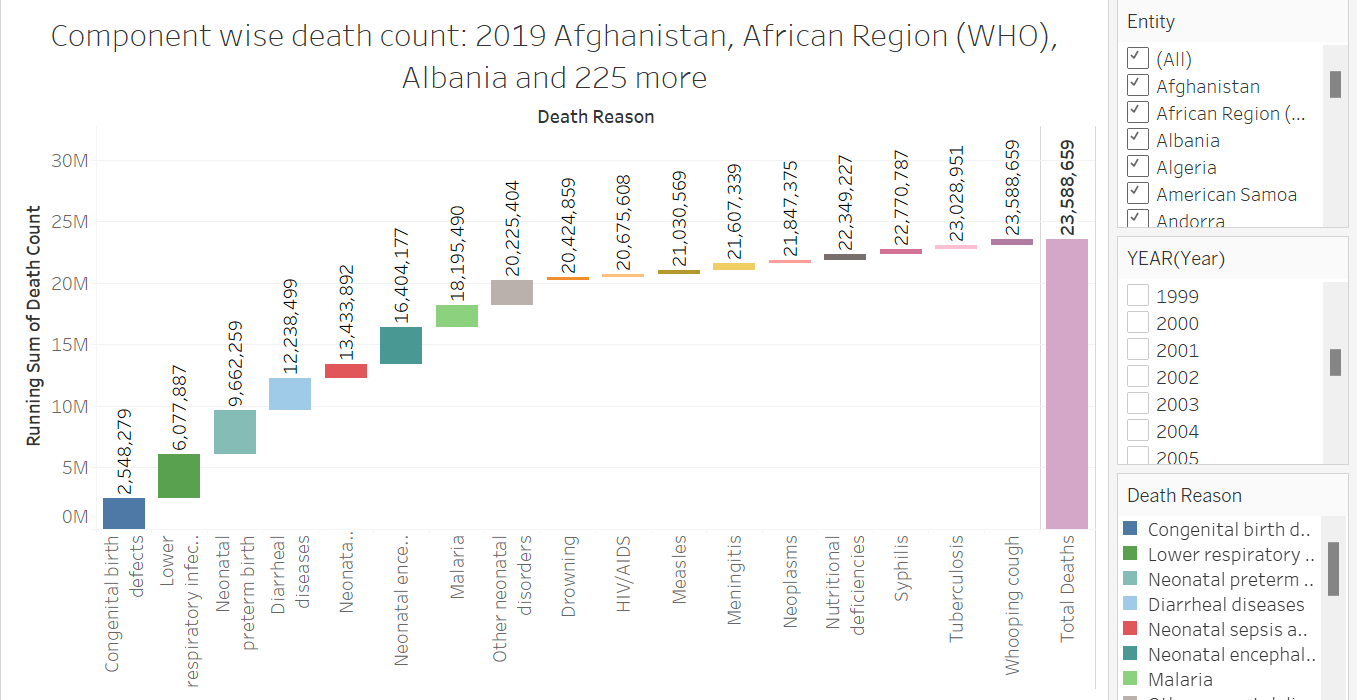 Component wise death count: 2019 Afghanistan, African Region (WHO),
Albania and 225 more
Death Reason
Running Sum of Death Count
30M
25M
20M
15M
10M
5M
0M
2,548,279
6,077,887
9,662,259
12,238,499
13,433,892
16,404,177
18,195,490
20,225,404
20,424,859
20,675,608
21,030,569
21,607,339
21,847,375
22,349,227
22,770,787
23,028,951
23,588,659
23,588,659
Congenital birth
defects
Lower
respiratory infec..
Neonatal
preterm birth
Diarrheal
diseases
Neonata..
Neonatal ence..
Malaria
Other neonatal
disorders
Drowning
HIV/AIDS
Measles
Meningitis
Neoplasms
Nutritional
deficiencies
Syphilis
Tuberculosis
Whooping cough
Total Deaths
Entity
(All)
Afghanistan
African Region (...
Albania
Algeria
American Samoa
Andorra
YEAR(Year)
1999
2000
2001
2002
2003
2004
2005
Death Reason
Congenital birth d..
Lower respiratory ..
Neonatal preterm ..
Diarrheal diseases
Neonatal sepsis a..
Neonatal encephal..
Malaria